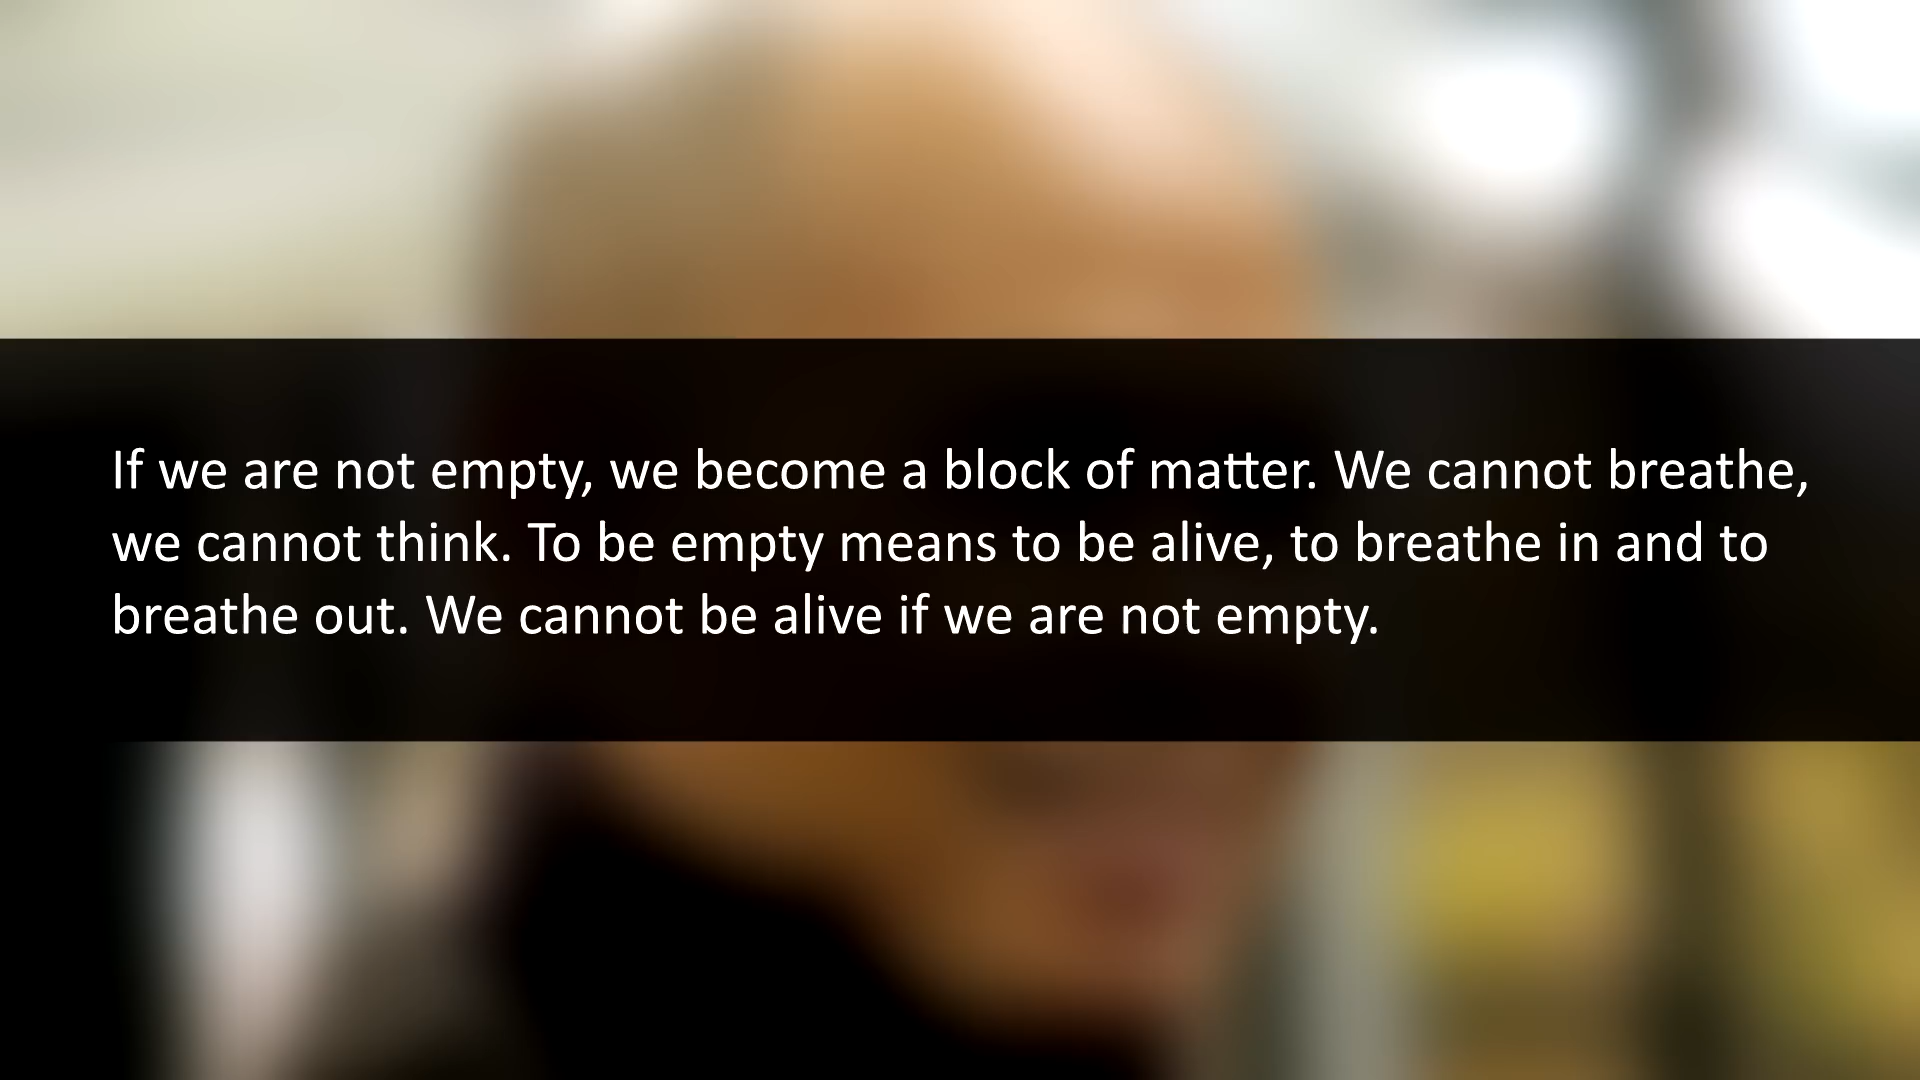 If we are not empty, we become a block of matter. We cannot breathe,
we cannot think. To be empty means to be alive, to breathe in and to
breathe out. We cannot be alive if we are not empty.